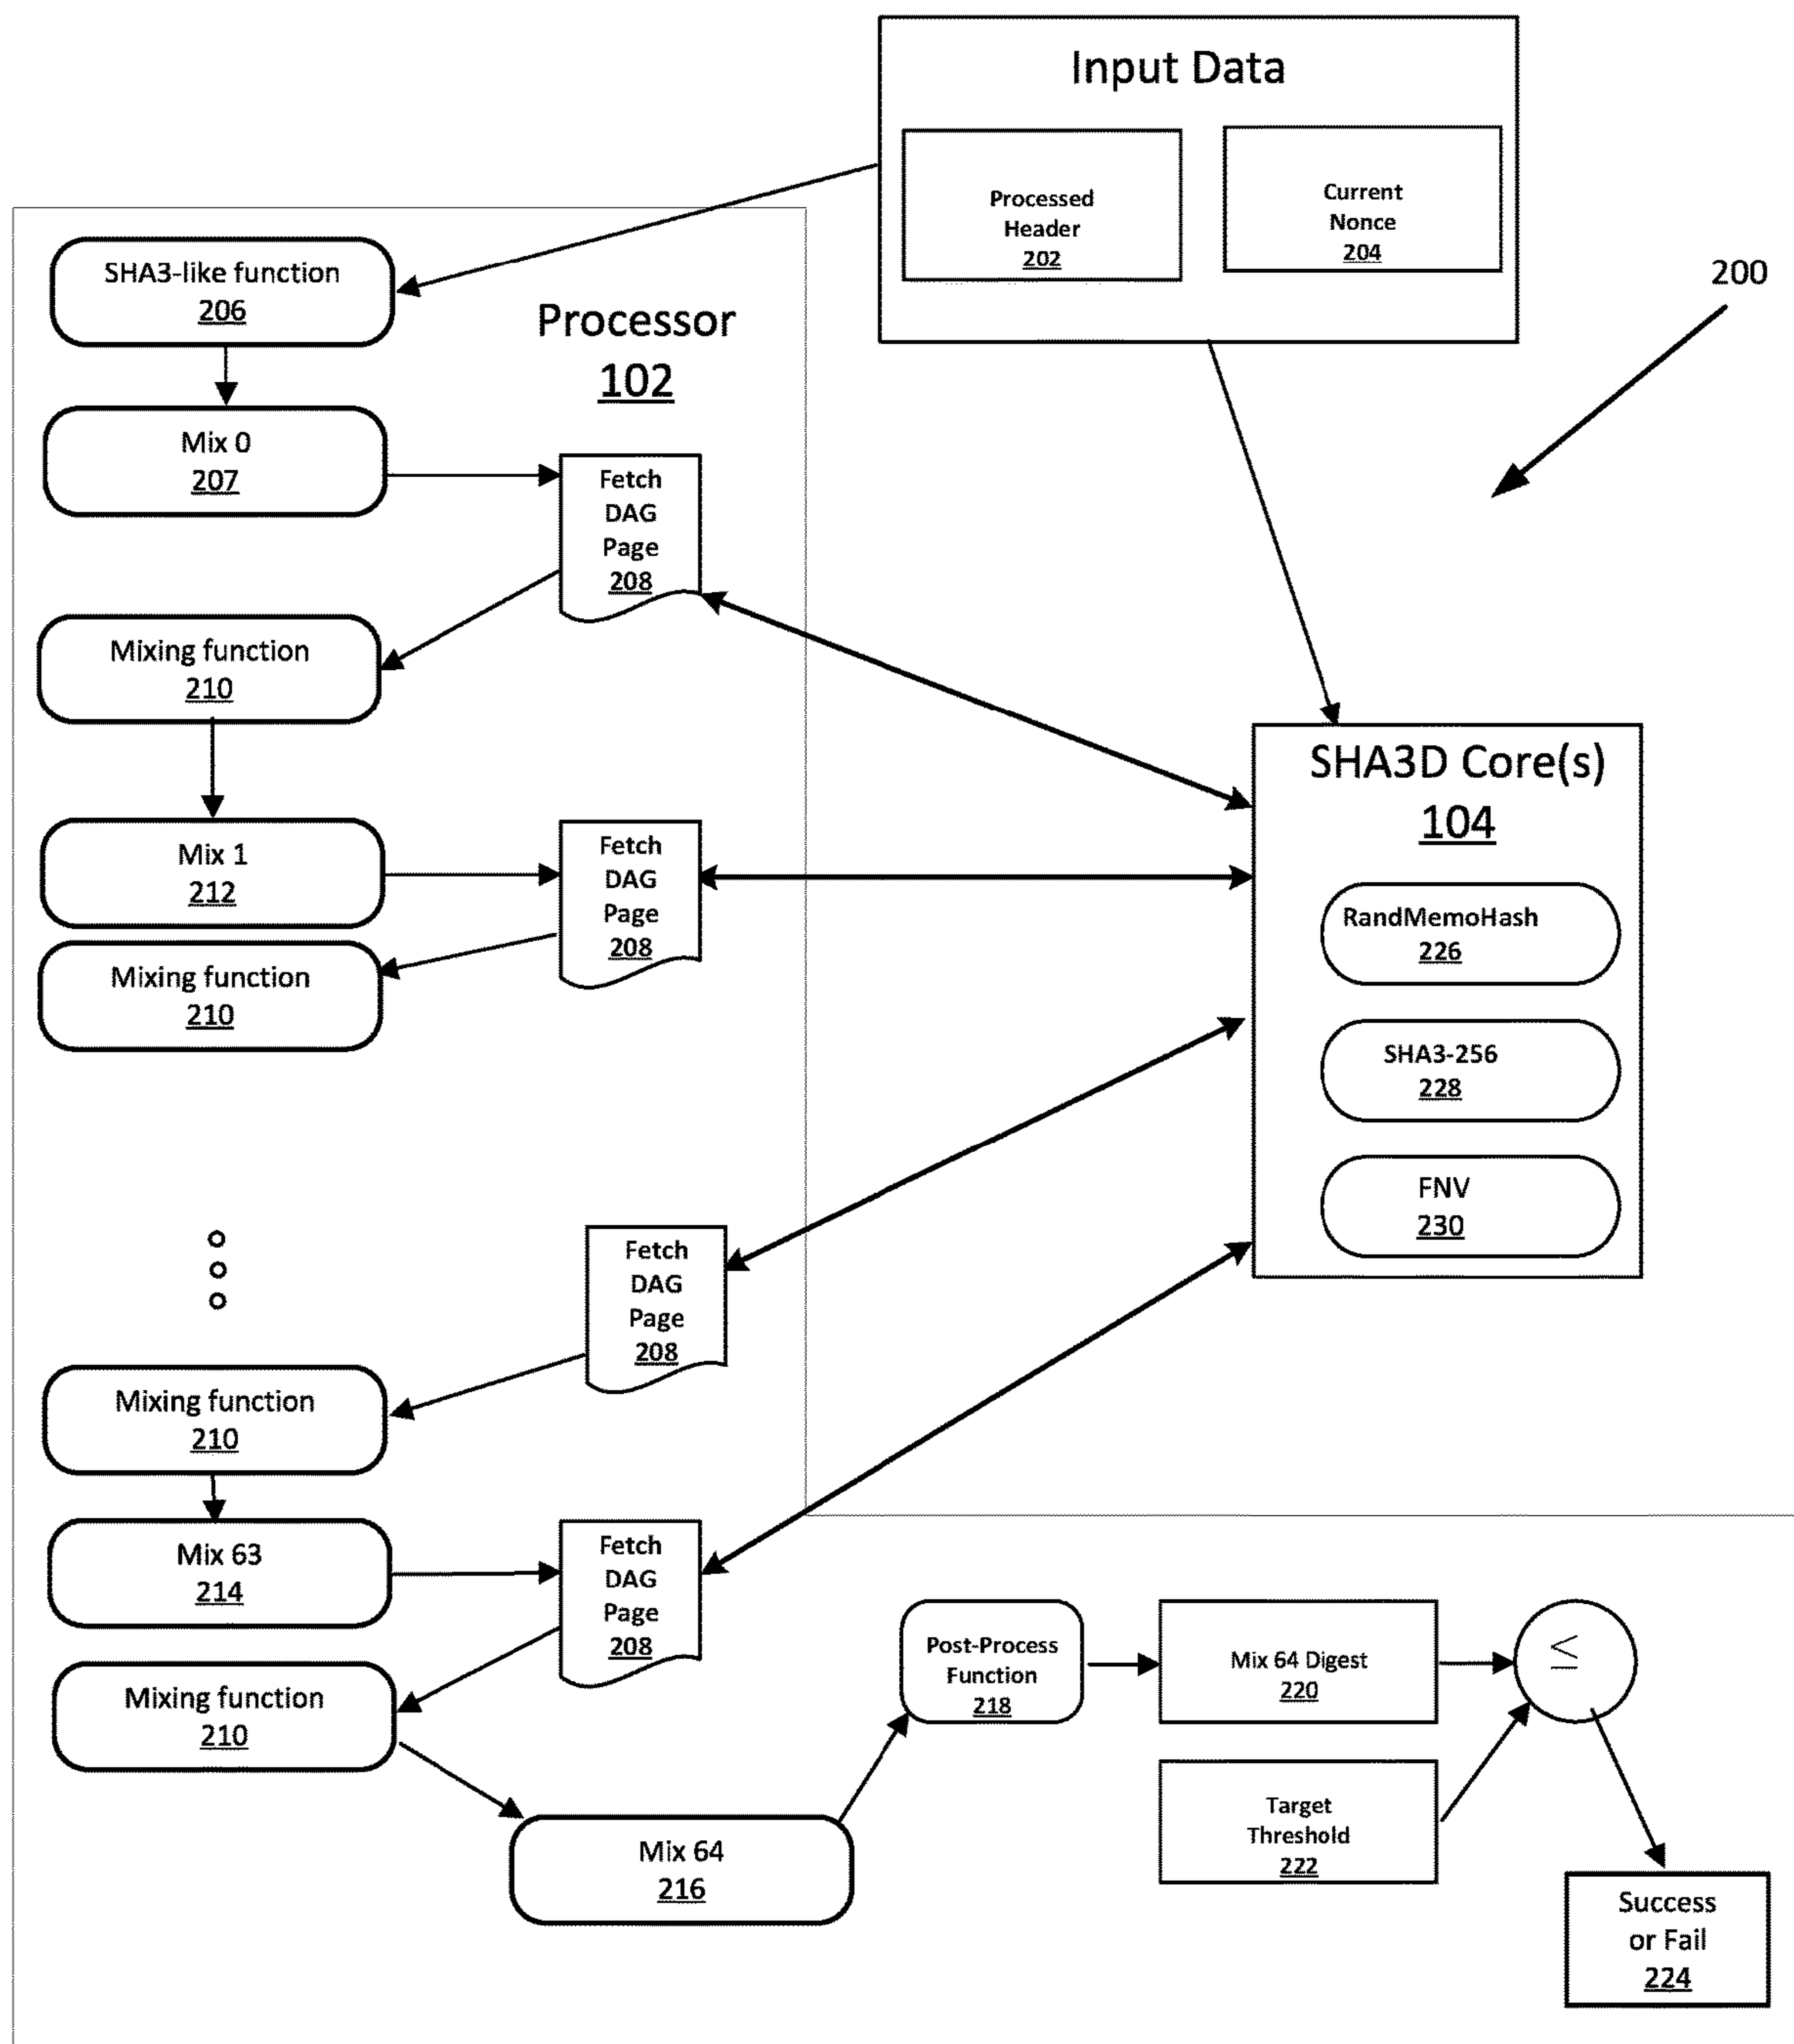 Input Data
Processed
Header
202
Current
Nonce
204
200
SHA3-like function
206
Processor
102
Mix 0
207
Fetch
DAG
Page
208
Mixing function
210
SHA3D Core(s)
104
RandMemoHash
226
SHA3-256
228
FNV
230
Mix 1
212
Fetch
DAG
Page
208
Mixing function
210
Fetch
DAG
Page
208
Mixing function
210
Mix 63
214
Fetch
DAG
Page
208
Mixing function
210
Mix 64
216
Post-Process
Function
218
Mix 64 Digest
220
≤
Target
Threshold
222
Success
or Fail
224